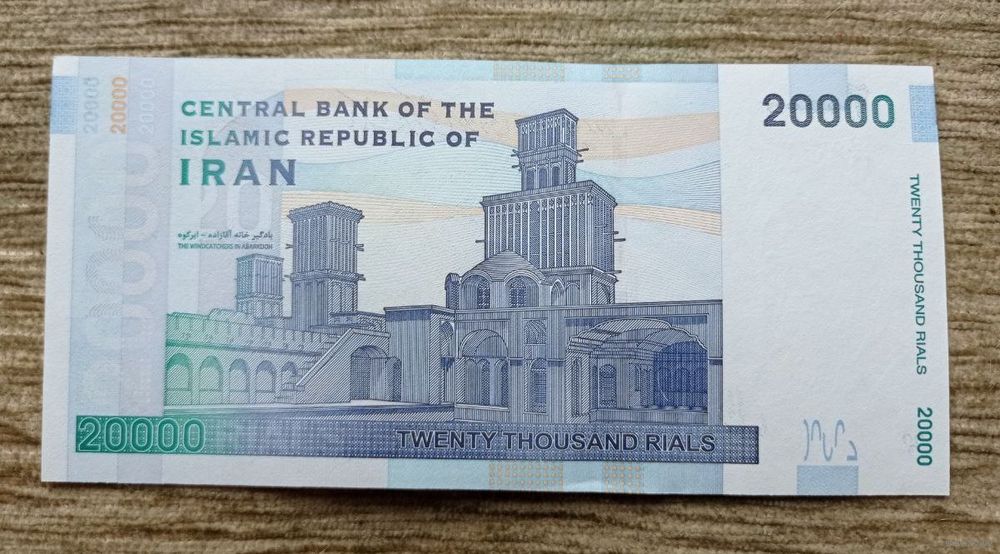 20000
20000
20000
CENTRAL BANK OF THE
ISLAMIC REPUBLIC OF
IRAN
20000
بادگیر خانه آقازاده - ابرکوه
THE WINDCATCHERS IN ABARKOOH
TWENTY THOUSAND RIALS
20000
20000
TWENTY THOUSAND RIALS